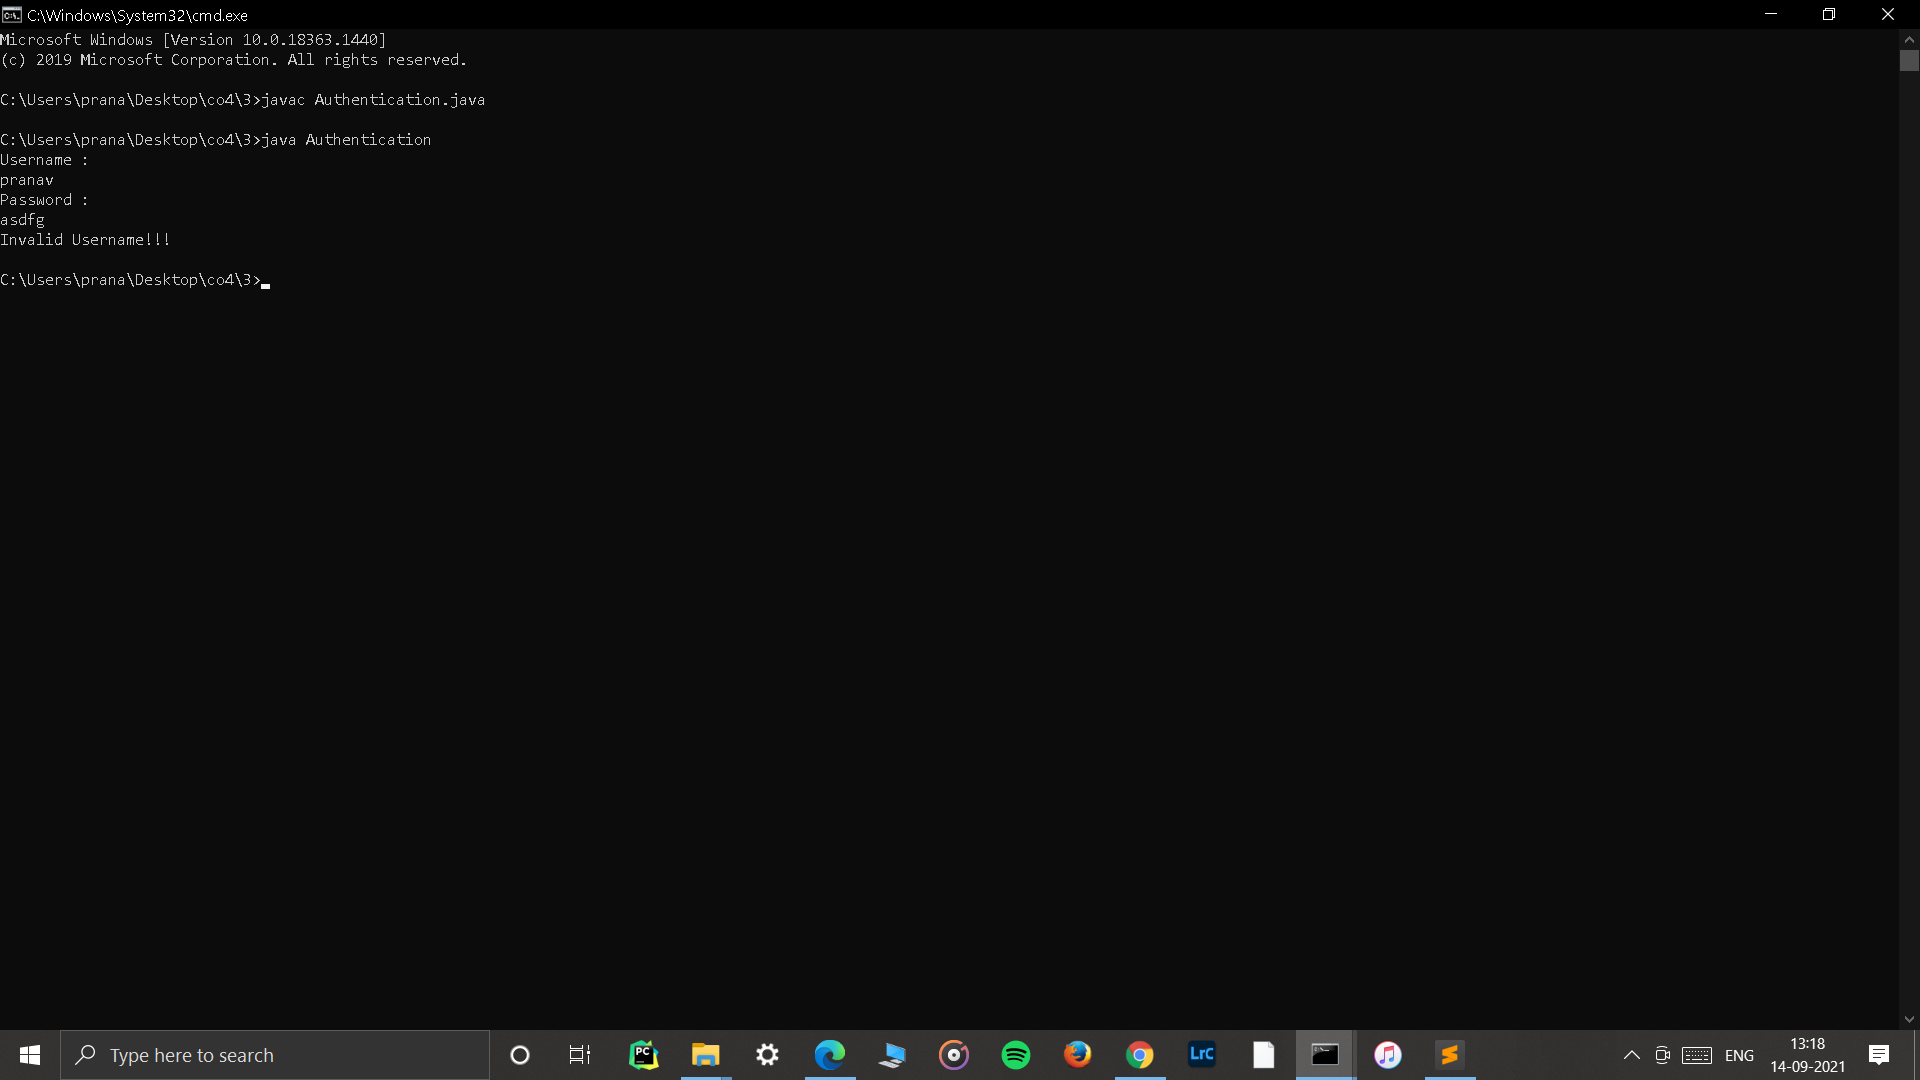 C:\Windows\System32\cmd.exe
Microsoft Windows [Version 10.0.18363.1440]
(c) 2019 Microsoft Corporation. All rights reserved.
C:\Users\prana\Desktop\co4\3>javac Authentication.java
C:\Users\prana\Desktop\co4\3>java Authentication
Username :
pranav
Password :
asdfg
Invalid Username!!!
C:\Users\prana\Desktop\co4\3>
Type here to search
PC
LrC
ENG
13:18
14-09-2021